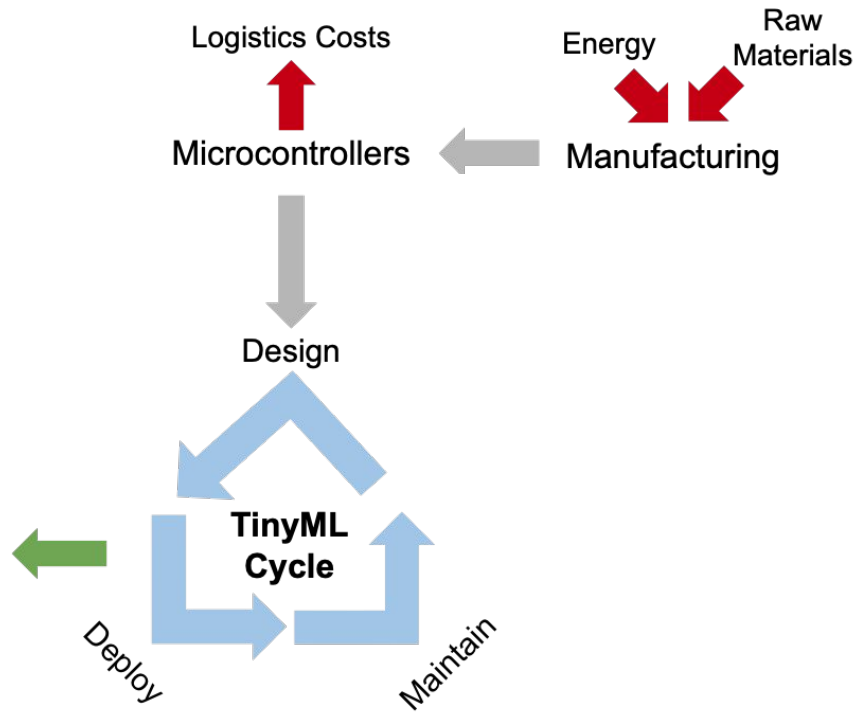 Logistics Costs
Energy
Raw
Materials
Microcontrollers
Manufacturing
Design
TinyML
Cycle
Deploy
Maintain